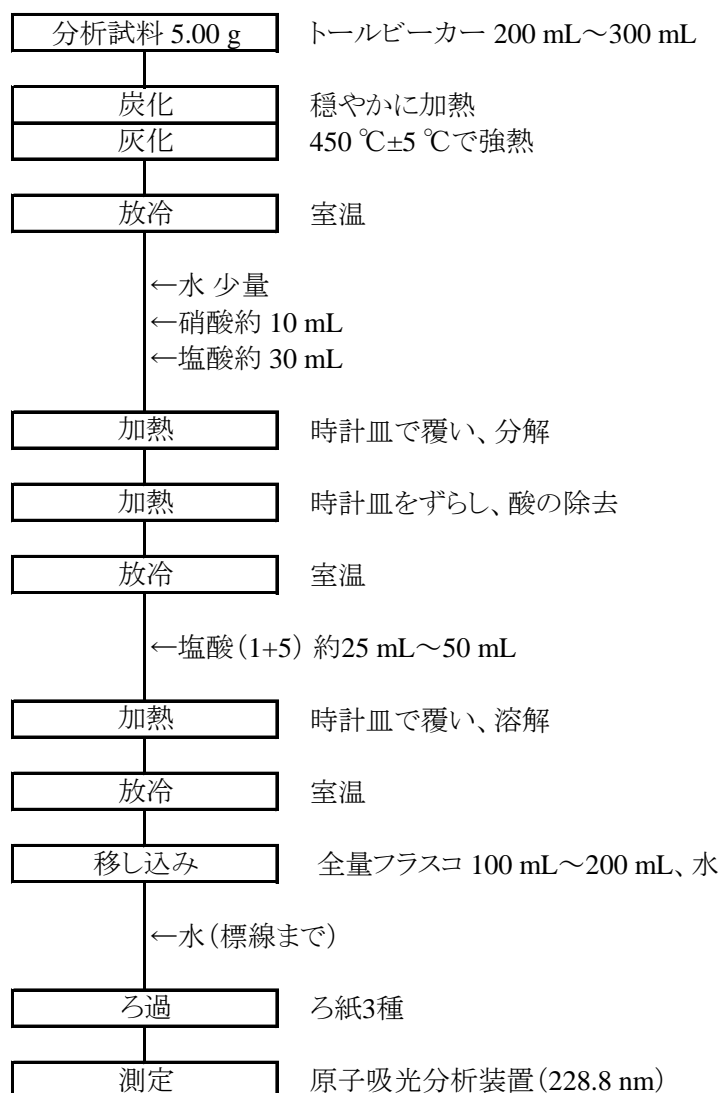 分析試料 5.00 g トールビーカー 200 mL～300 mL
炭化 穏やかに加熱
灰化 450 ℃±5 ℃で強熱
放冷 室温
←水 少量
←硝酸約 10 mL
←塩酸約 30 mL
加熱 時計皿で覆い、分解
加熱 時計皿をずらし、酸の除去
放冷 室温
←塩酸（1+5） 約25 mL～50 mL
加熱 時計皿で覆い、溶解
放冷 室温
移し込み 全量フラスコ 100 mL～200 mL、水
←水（標線まで）
ろ過 ろ紙3種
測定 原子吸光分析装置（228.8 nm）